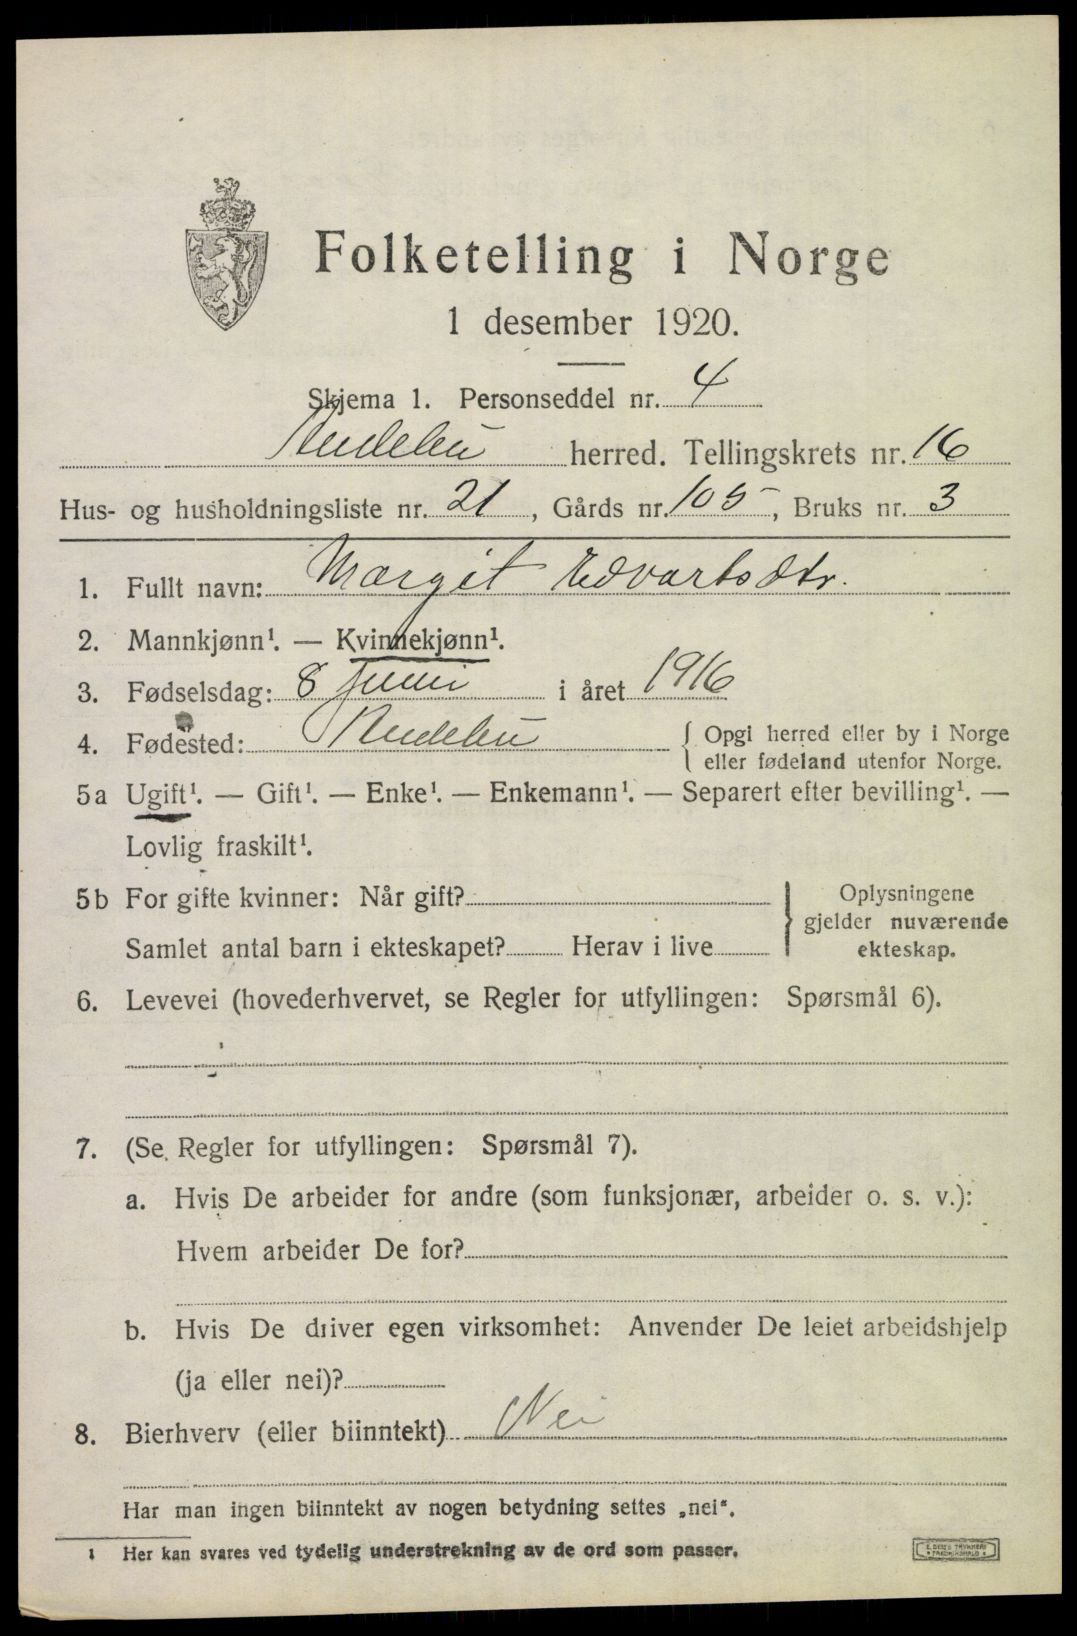 Folketelling i Norge
1 desember 1920.
Skjema 1. Personseddel nr. 4
Andebu herred. Tellingskrets nr. 16
Hus- og husholdningsliste nr. 21, Gårds nr. 105, Bruks nr. 3
1. Fullt navn: Margit Edvartsdtr.
2. Mannkjønn¹. — Kvinnekjønn¹.
3. Fødselsdag: 8 juni i året 1916
4. Fødested: Andebu { Opgi herred eller by i Norge
eller fødeland utenfor Norge.
5a Ugift¹. — Gift¹. — Enke¹. — Enkemann¹. — Separert efter bevilling¹. —
Lovlig fraskilt¹.
5b For gifte kvinner: Når gift?
Samlet antal barn i ekteskapet? Herav i live
} Oplysningene
gjelder nuværende
ekteskap.
6. Levevei (hovederhvervet, se Regler for utfyllingen: Spørsmål 6).
7. (Se Regler for utfyllingen: Spørsmål 7).
a. Hvis De arbeider for andre (som funksjonær, arbeider o. s. v.):
Hvem arbeider De for?
b. Hvis De driver egen virksomhet: Anvender De leiet arbeidshjelp
(ja eller nei)?
8. Bierhverv (eller biinntekt) Nei
Har man ingen biinntekt av nogen betydning settes „nei".
¹ Her kan svares ved tydelig understrekning av de ord som passer.